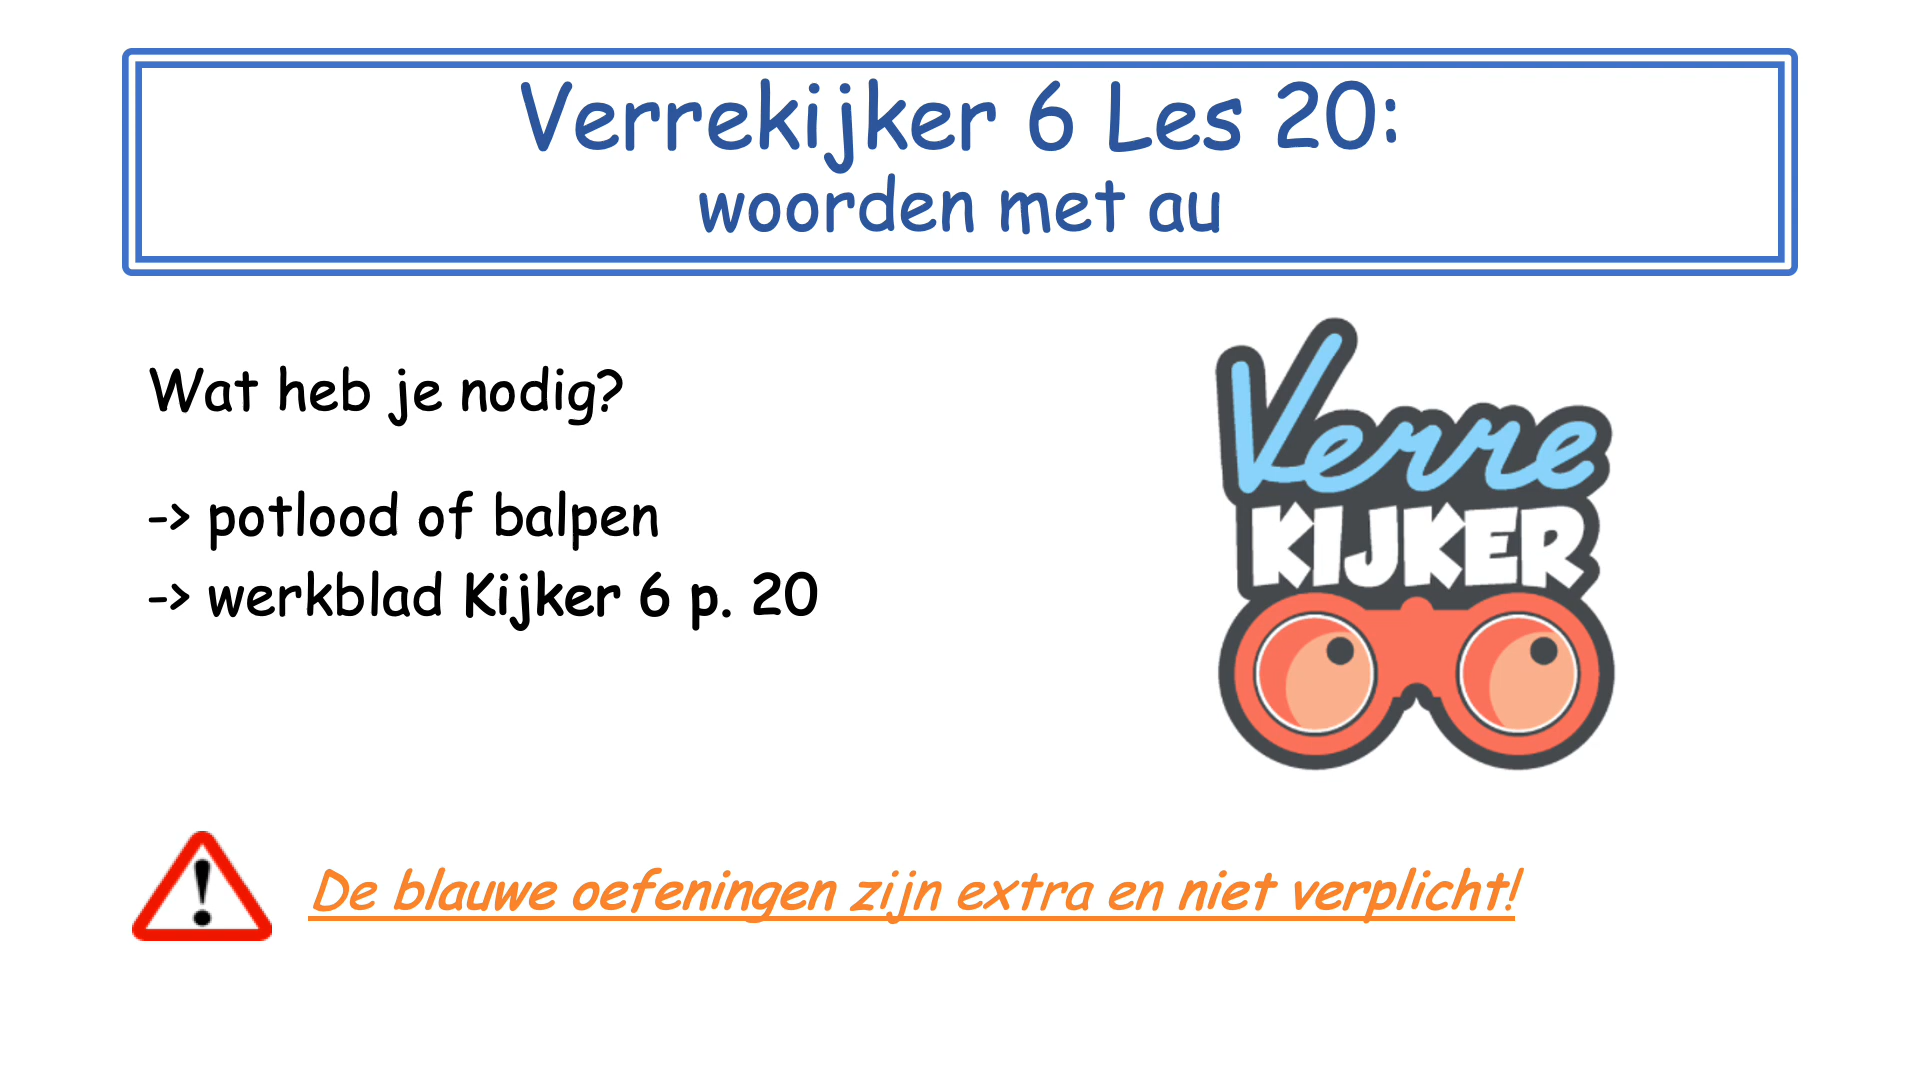 Verrekijker 6 Les 20:
woorden met au
Wat heb je nodig?
-> potlood of balpen
-> werkblad Kijker 6 p. 20
Verre
KIJKER
De blauwe oefeningen zijn extra en niet verplicht!